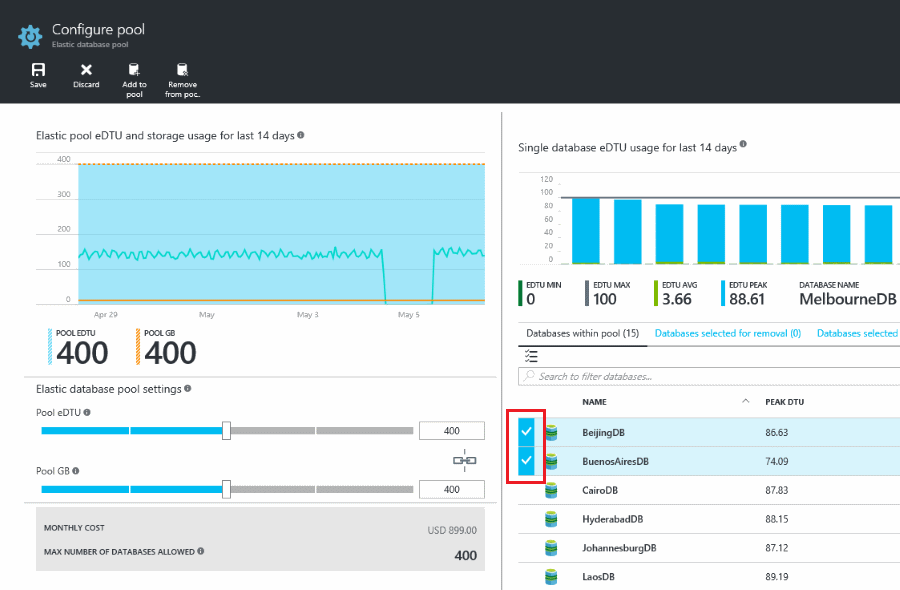 Configure pool
Elastic database pool
Save
Discard
Add to
pool
Remove
from poc..
Elastic pool eDTU and storage usage for last 14 days
400
300
200
100
0
Apr 29
May
May 3
May 5
POOL EDTU
400
POOL GB
400
Elastic database pool settings
Pool eDTU
400
Pool GB
400
MONTHLY COST
USD 899.00
MAX NUMBER OF DATABASES ALLOWED
400
Single database eDTU usage for last 14 days
120
100
80
60
40
20
0
EDTU MIN
0
EDTU MAX
100
EDTU AVG
3.66
EDTU PEAK
88.61
DATABASE NAME
MelbourneDB
Databases within pool (15)
Databases selected for removal (0)
Databases selected
Search to filter databases...
NAME PEAK DTU
BeijingDB 86.63
BuenosAiresDB 74.09
CairoDB 87.83
HyderabadDB 88.15
JohannesburgDB 87.12
LaosDB 89.19